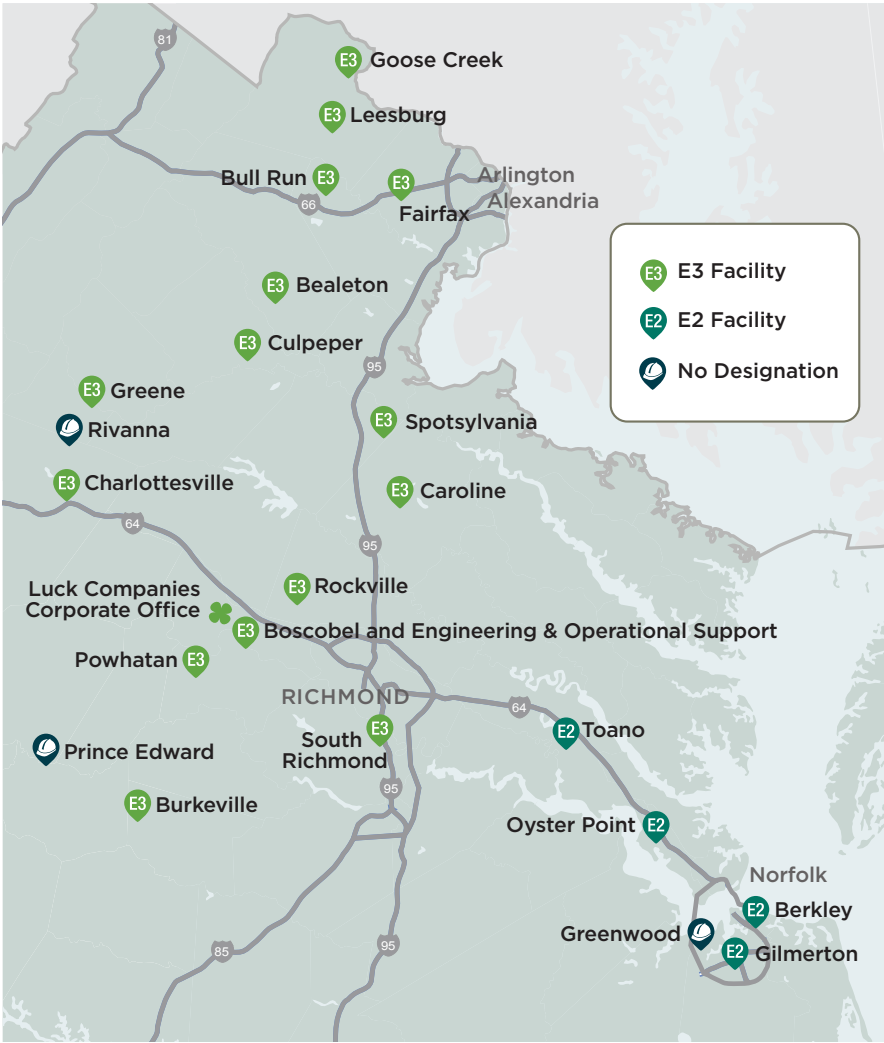 81
E3 Goose Creek
E3 Leesburg
Bull Run E3
E3
Fairfax
66
Arlington
Alexandria
E3 Facility
E2 Facility
No Designation
E3 Bealeton
E3 Culpeper
95
E3 Greene
Rivanna
E3 Spotsylvania
E3 Charlottesville
E3 Caroline
64
95
E3 Rockville
Luck Companies
Corporate Office
E3 Boscobel and Engineering & Operational Support
Powhatan E3
RICHMOND
64
E3
South
Richmond
E2 Toano
Prince Edward
95
E3 Burkeville
Oyster Point E2
Norfolk
E2 Berkley
Greenwood
E2 Gilmerton
85
95
E3
E2